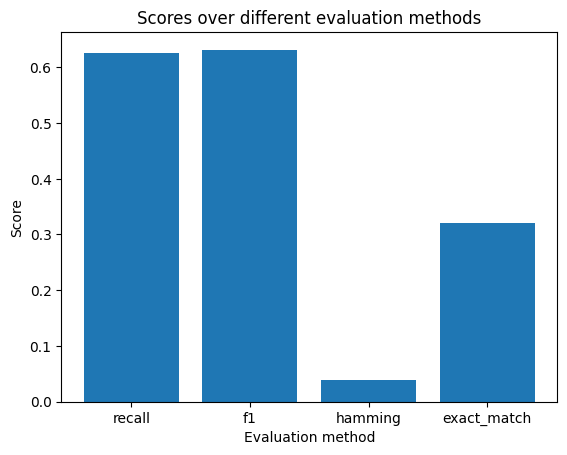 Scores over different evaluation methods
0.6
0.5
0.4
0.3
0.2
0.1
0.0
Score
recall f1 hamming exact_match
Evaluation method